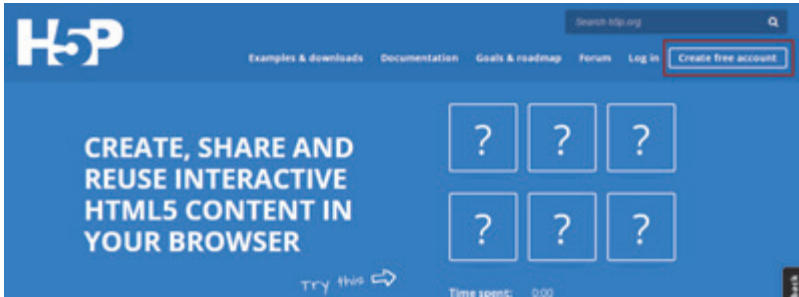 H5P
Search h5p.org
Examples & downloads Documentation Goals & roadmap Forum Log in Create free account
CREATE, SHARE AND
REUSE INTERACTIVE
HTML5 CONTENT IN
YOUR BROWSER
? ? ?
? ? ?
Try this
Time spent: 0:00